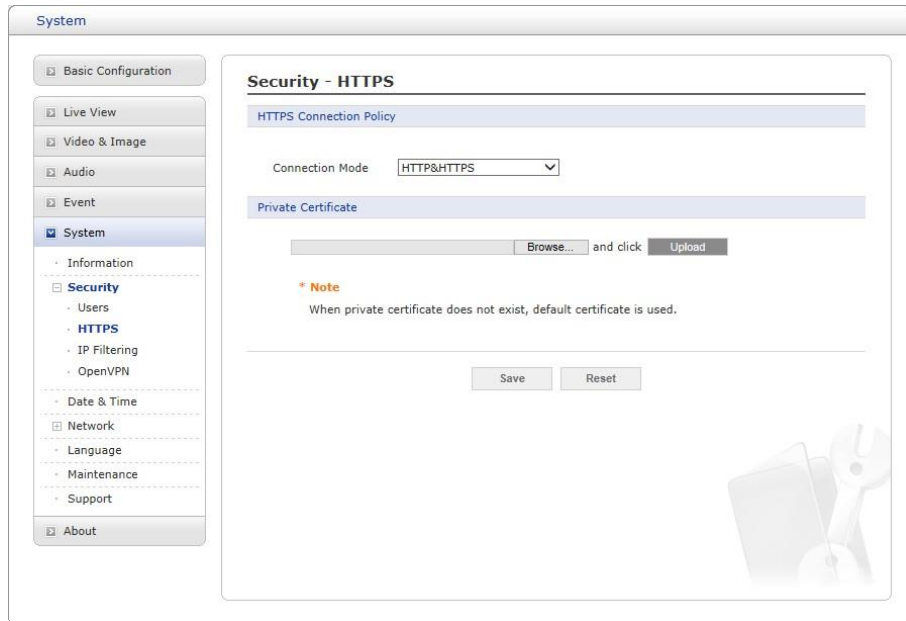 System
Basic Configuration
Live View
Video & Image
Audio
Event
System
Information
Security
Users
HTTPS
IP Filtering
OpenVPN
Date & Time
Network
Language
Maintenance
Support
About
Security - HTTPS
HTTPS Connection Policy
Connection Mode HTTP&HTTPS
Private Certificate
Browse... and click Upload
* Note
When private certificate does not exist, default certificate is used.
Save Reset